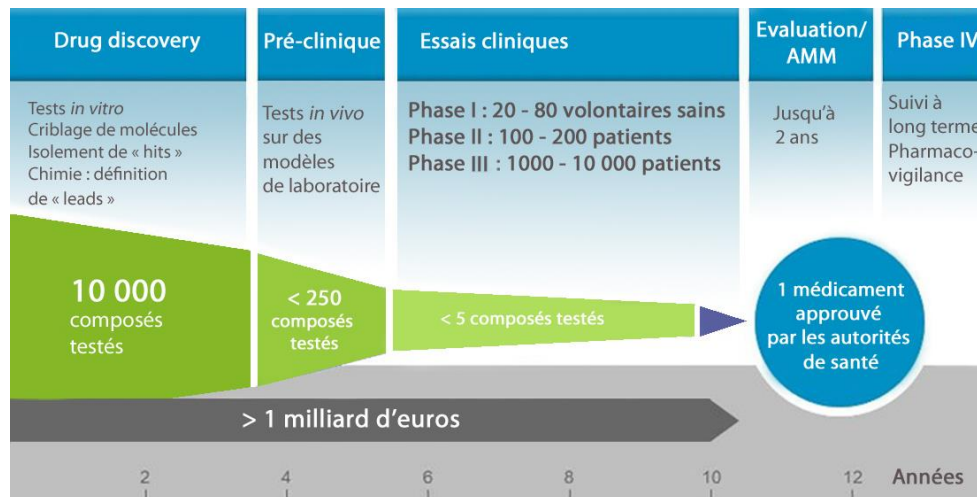 Drug discovery
Pré-clinique
Essais cliniques
Evaluation/
AMM
Phase IV
Tests in vitro
Criblage de molécules
Isolement de « hits »
Chimie : définition
de « leads »
Tests in vivo
sur des
modèles
de laboratoire
Phase I : 20 - 80 volontaires sains
Phase II : 100 - 200 patients
Phase III : 1000 - 10 000 patients
Jusqu'à
2 ans
Suivi à
long terme
Pharmaco-
vigilance
10 000
composés
testés
< 250
composés
testés
< 5 composés testés
1 médicament
approuvé
par les autorités
de santé
> 1 milliard d'euros
2 4 6 8 10 12 Années